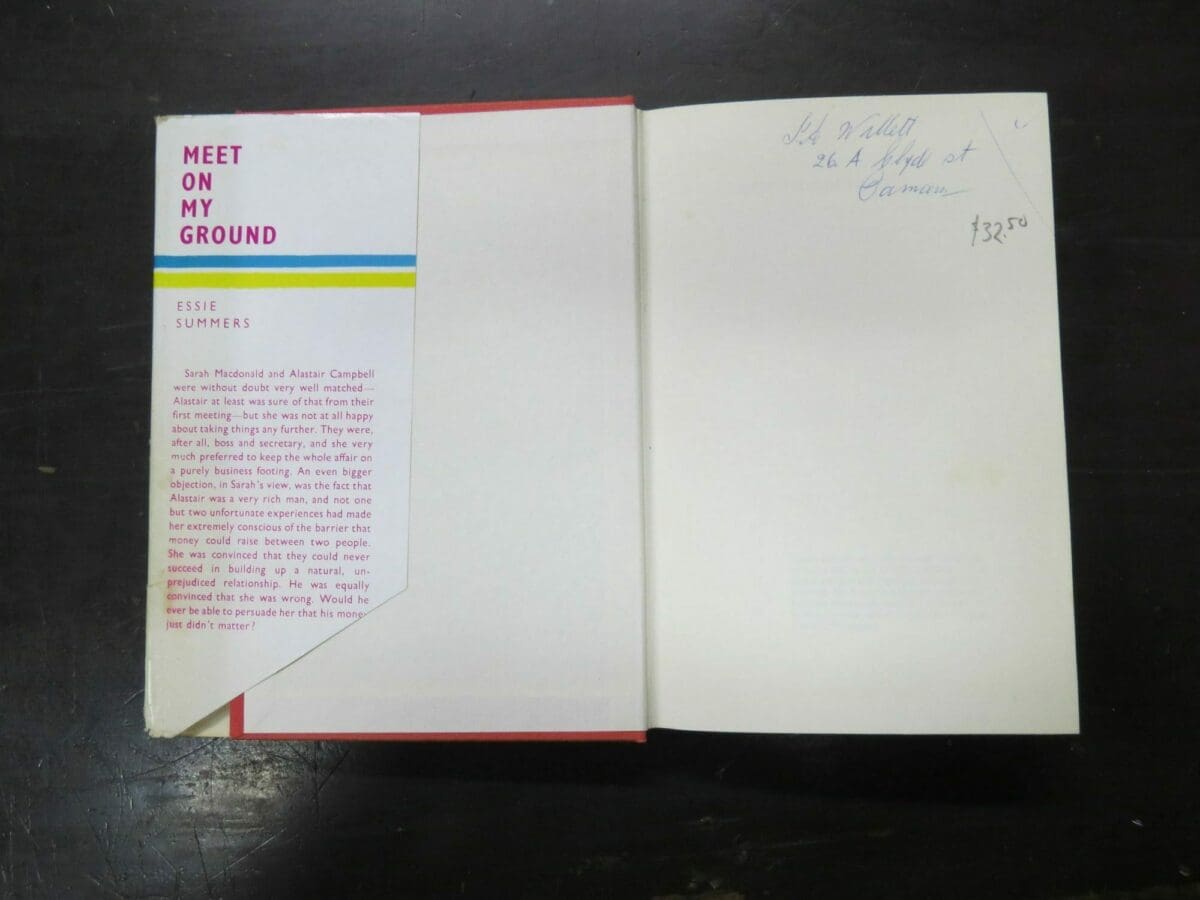 MEET
ON
MY
GROUND
ESSIE
SUMMERS
Sarah Macdonald and Alastair Campbell
were without doubt very well matched—
Alastair at least was sure of that from their
first meeting—but she was not at all happy
about taking things any further. They were,
after all, boss and secretary, and she very
much preferred to keep the whole affair on
a purely business footing. An even bigger
objection, in Sarah's view, was the fact that
Alastair was a very rich man, and not one
but two unfortunate experiences had made
her extremely conscious of the barrier that
money could raise between two people.
She was convinced that they could never
succeed in building up a natural, un-
prejudiced relationship. He was equally
convinced that she was wrong. Would he
ever be able to persuade her that his money
just didn't matter?
Wallett
26 A Clyde st
Oamaru
$32.50